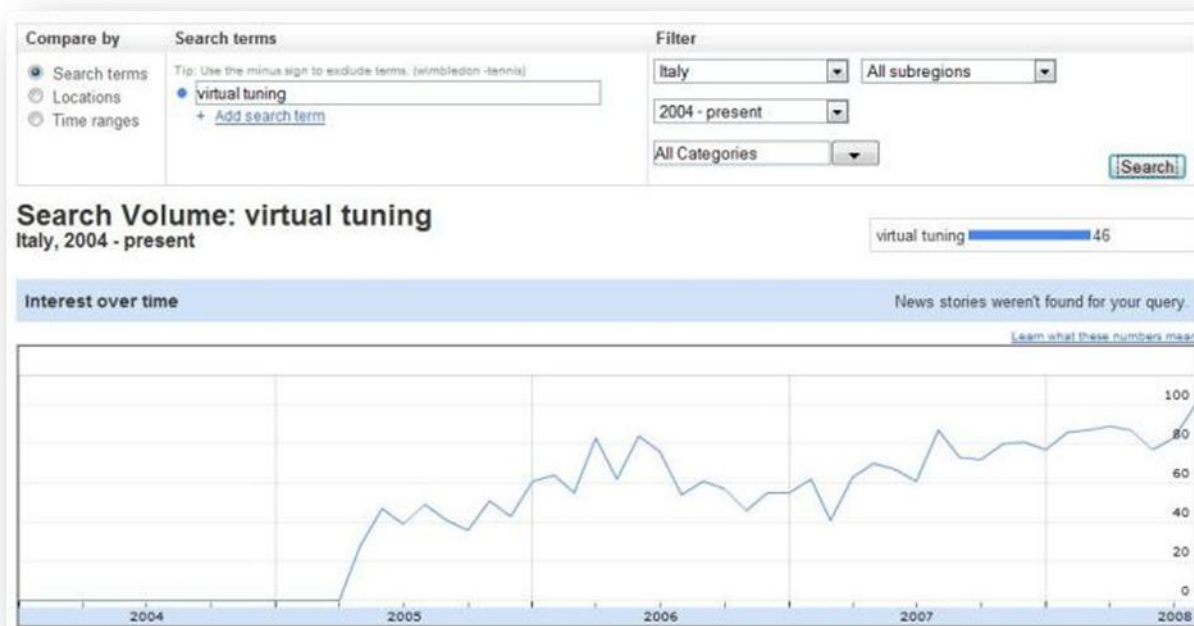 Compare by
Search terms
Locations
Time ranges
Search terms
Tip: Use the minus sign to exclude terms. (wimbledon -tennis)
virtual tuning
+ Add search term
Filter
Italy
All subregions
2004 - present
All Categories
Search
Search Volume: virtual tuning
Italy, 2004 - present
virtual tuning 46
Interest over time
News stories weren't found for your query.
Learn what these numbers mean
100
80
60
40
20
0
2004 2005 2006 2007 2008